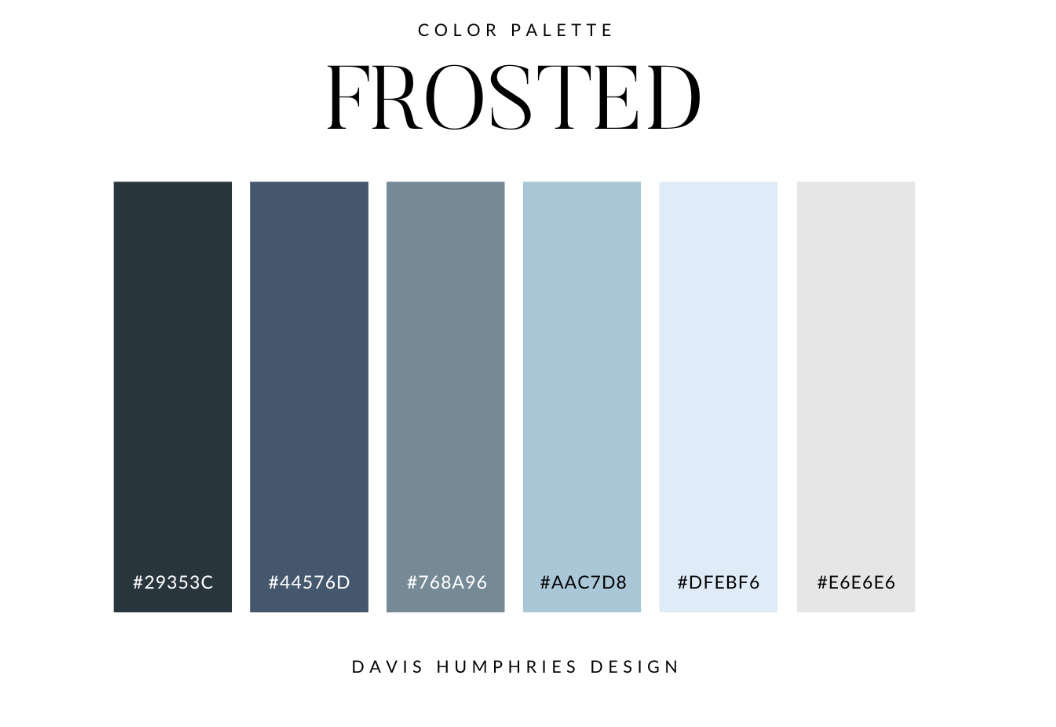 COLOR PALETTE
FROSTED
#29353C #44576D #768A96 #AAC7D8 #DFEBF6 #E6E6E6
DAVIS HUMPHRIES DESIGN